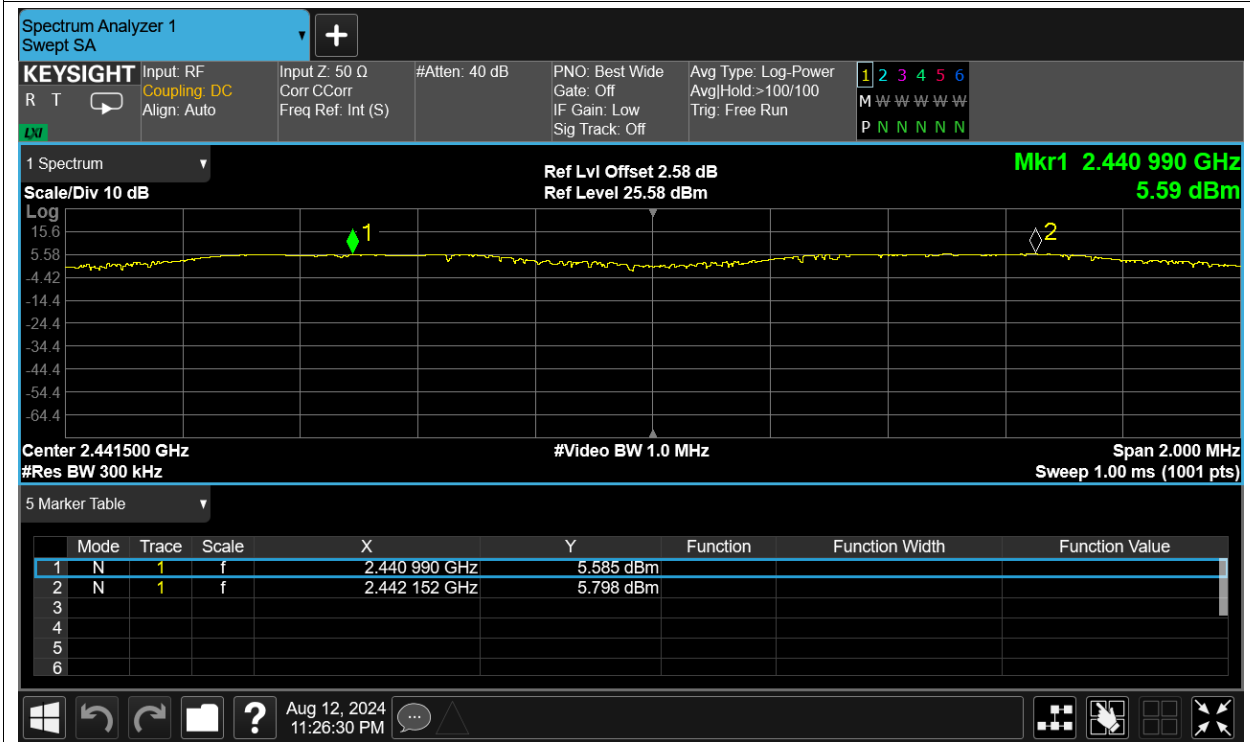 Spectrum Analyzer 1
Swept SA
+
KEYSIGHT
R T
LXI
Input: RF
Coupling: DC
Align: Auto
Input Z: 50 Ω
Corr CCorr
Freq Ref: Int (S)
#Atten: 40 dB
PNO: Best Wide
Gate: Off
IF Gain: Low
Sig Track: Off
Avg Type: Log-Power
Avg|Hold:>100/100
Trig: Free Run
1 2 3 4 5 6
M W W W W W
P N N N N N
1 Spectrum
Scale/Div 10 dB
Ref Lvl Offset 2.58 dB
Ref Level 25.58 dBm
Mkr1 2.440 990 GHz
5.59 dBm
Log
15.6
5.58
-4.42
-14.4
-24.4
-34.4
-44.4
-54.4
-64.4
1
2
Center 2.441500 GHz
#Video BW 1.0 MHz
Span 2.000 MHz
#Res BW 300 kHz
Sweep 1.00 ms (1001 pts)
5 Marker Table
Mode Trace Scale X Y Function Function Width Function Value
1 N 1 f 2.440 990 GHz 5.585 dBm
2 N 1 f 2.442 152 GHz 5.798 dBm
3
4
5
6
?
Aug 12, 2024
11:26:30 PM